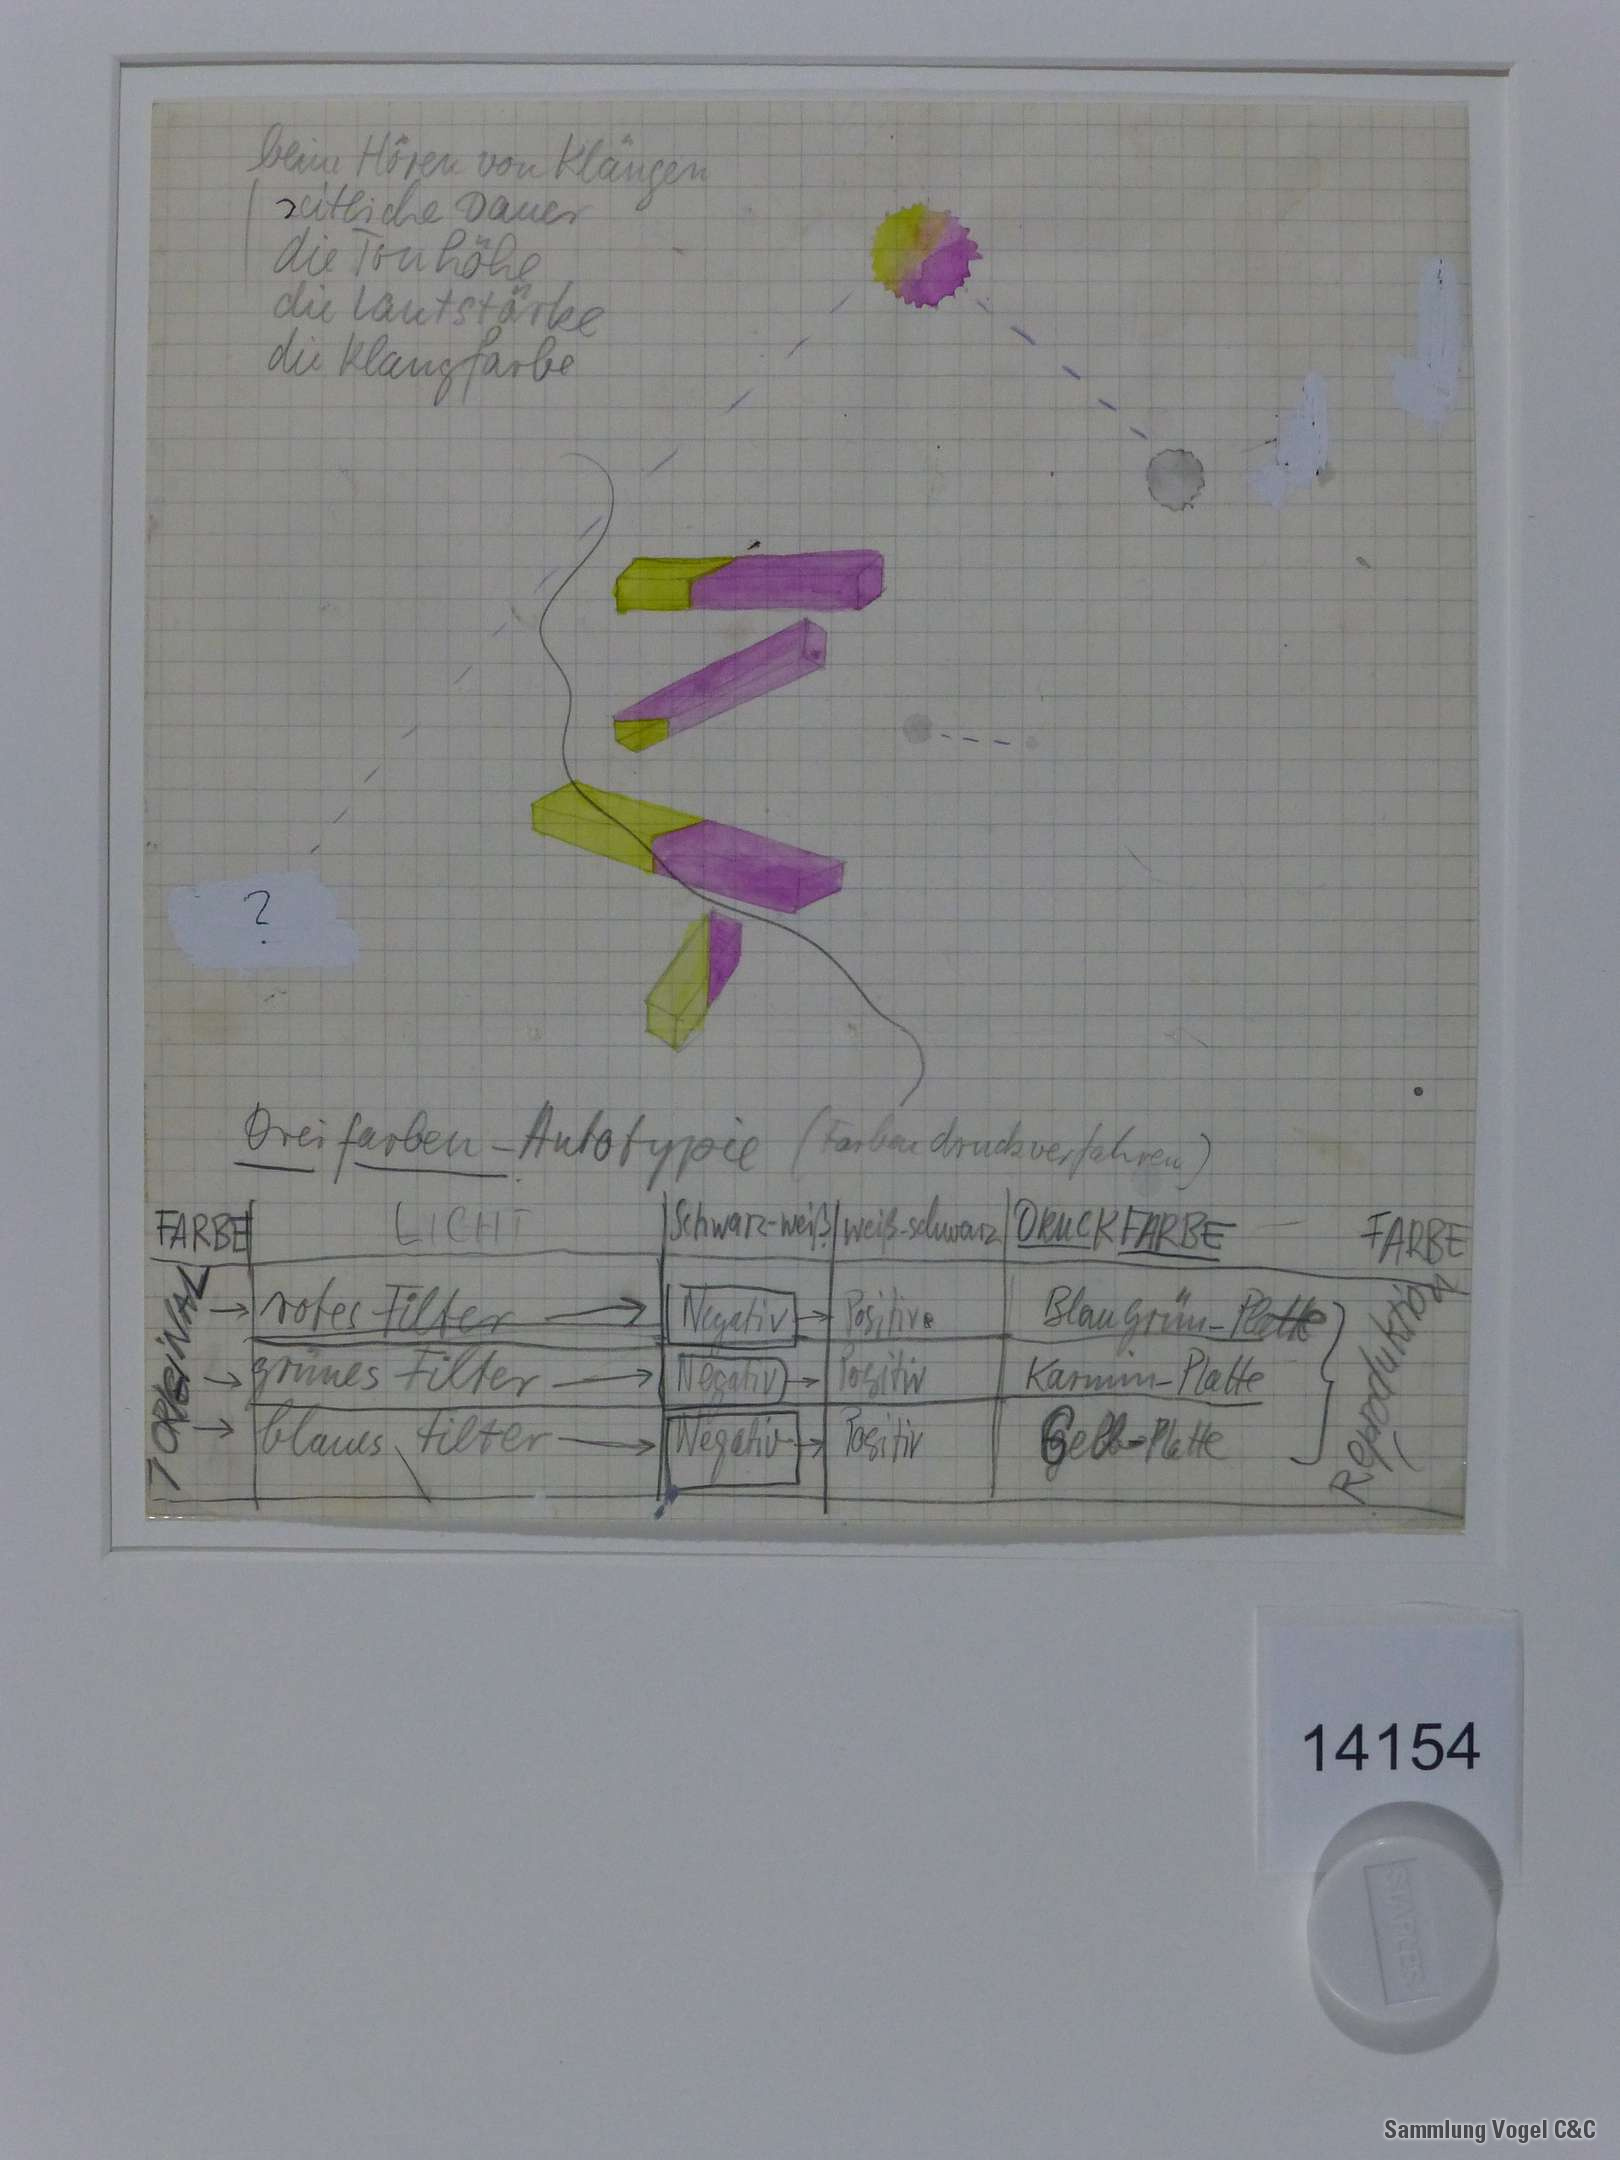 beim Hören von Klängen
zeitliche Dauer
die Tonhöhe
die Lautstärke
die Klangfarbe
?
Dreifarben-Autotypie (Farbendruckverfahren)
FARBE LICHT Schwarz-weiß weiß-schwarz DRUCKFARBE FARBE
ORIGINAL
→ rotes Filter → Negativ → Positive Blaugrün-Platte
→ grünes Filter → Negativ → Positiv Karmin-Platte
→ blaues Filter → Negativ → Positiv Gelb-Platte
Reproduktion
14154
STAPLES
Sammlung Vogel C&C